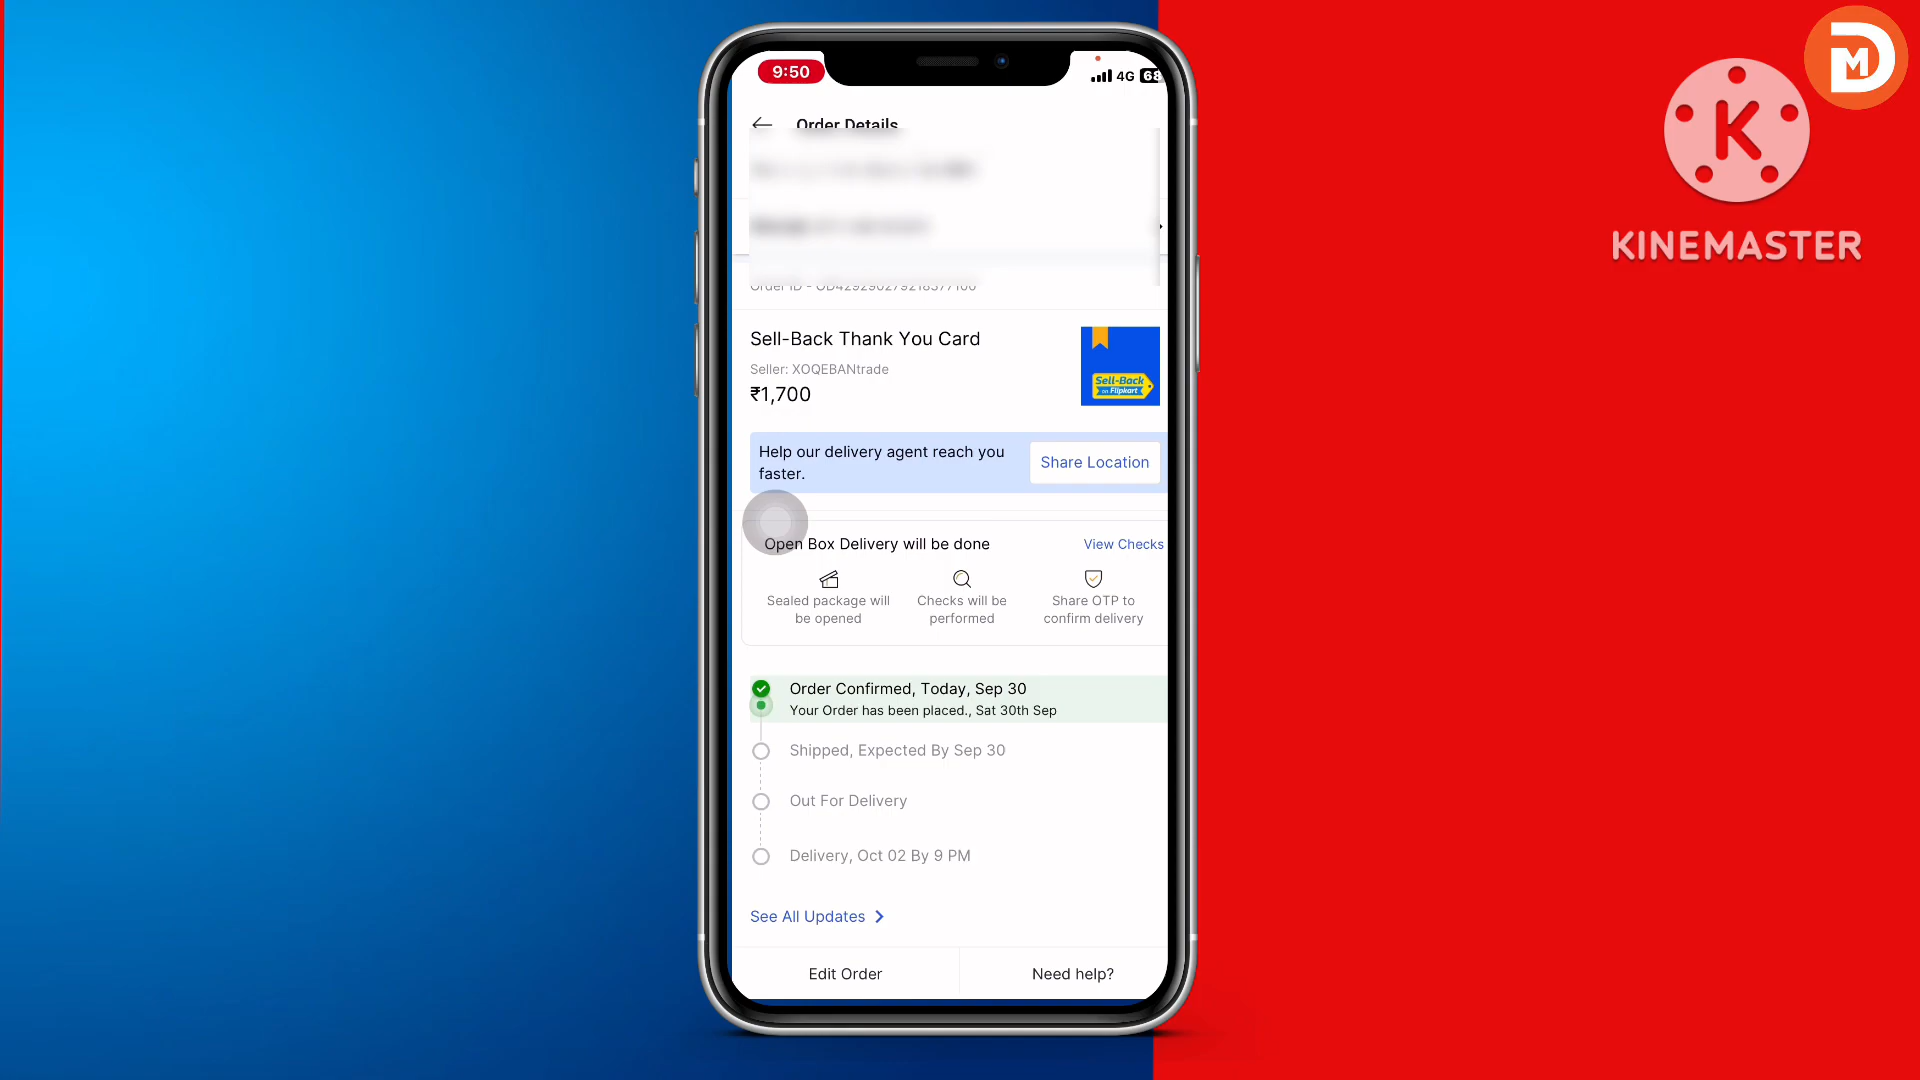 9:50
4G 68
Order Details
Sell-Back Thank You Card
Seller: XOQEBANtrade
₹1,700
Sell-Back
on Flipkart
Help our delivery agent reach you
faster.
Share Location
Open Box Delivery will be done
View Checks
Sealed package will
be opened
Checks will be
performed
Share OTP to
confirm delivery
Order Confirmed, Today, Sep 30
Your Order has been placed., Sat 30th Sep
Shipped, Expected By Sep 30
Out For Delivery
Delivery, Oct 02 By 9 PM
See All Updates
Edit Order
Need help?
K
KINEMASTER
DM